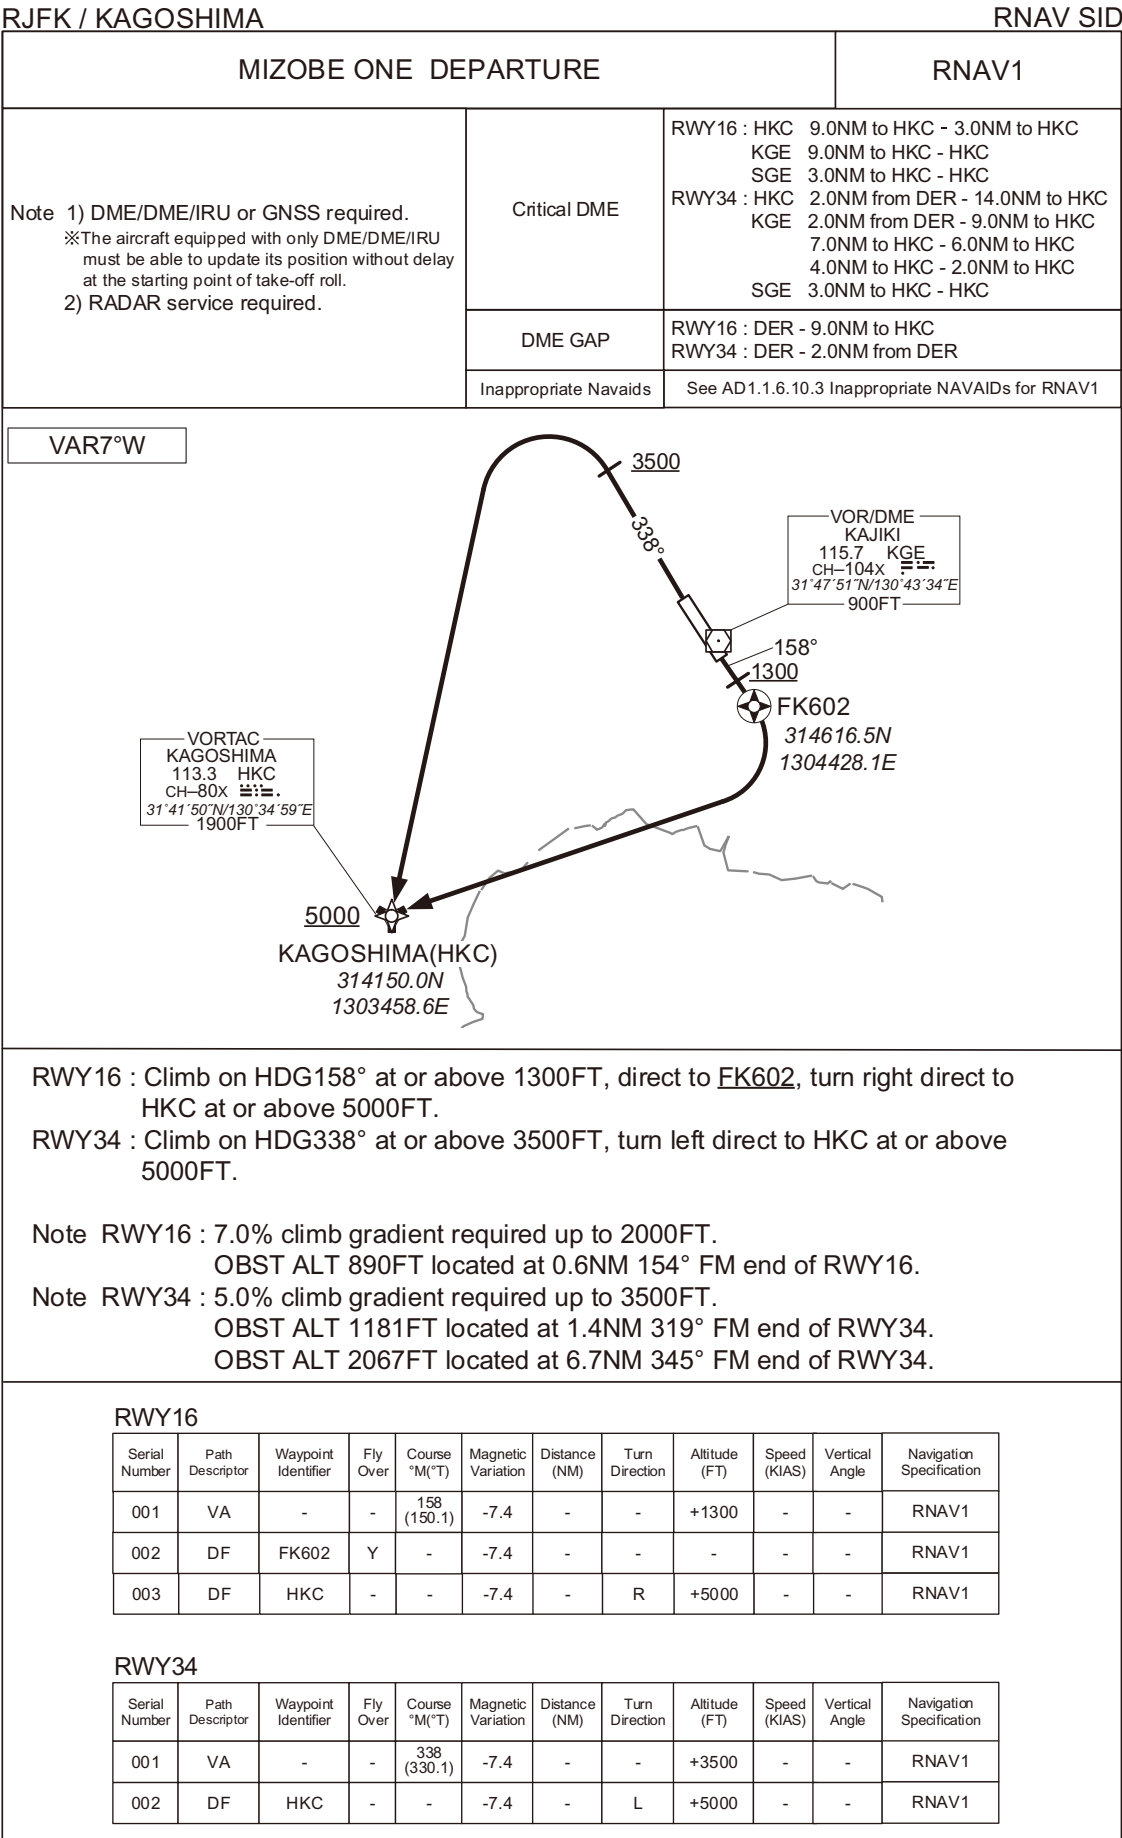 RJFK / KAGOSHIMA
RNAV SID
MIZOBE ONE DEPARTURE
RNAV1
Note 1) DME/DME/IRU or GNSS required.
※The aircraft equipped with only DME/DME/IRU
must be able to update its position without delay
at the starting point of take-off roll.
2) RADAR service required.
Critical DME
RWY16 : HKC 9.0NM to HKC - 3.0NM to HKC
KGE 9.0NM to HKC - HKC
SGE 3.0NM to HKC - HKC
RWY34 : HKC 2.0NM from DER - 14.0NM to HKC
KGE 2.0NM from DER - 9.0NM to HKC
7.0NM to HKC - 6.0NM to HKC
4.0NM to HKC - 2.0NM to HKC
SGE 3.0NM to HKC - HKC
DME GAP
RWY16 : DER - 9.0NM to HKC
RWY34 : DER - 2.0NM from DER
Inappropriate Navaids
See AD1.1.6.10.3 Inappropriate NAVAIDs for RNAV1
VAR7°W
3500
338°
VOR/DME
KAJIKI
115.7 KGE
CH–104X
31°47´51˝N/130°43´34˝E
900FT
158°
1300
FK602
314616.5N
1304428.1E
VORTAC
KAGOSHIMA
113.3 HKC
CH–80X
31°41´50˝N/130°34´59˝E
1900FT
5000
KAGOSHIMA(HKC)
314150.0N
1303458.6E
RWY16 : Climb on HDG158° at or above 1300FT, direct to FK602, turn right direct to
HKC at or above 5000FT.
RWY34 : Climb on HDG338° at or above 3500FT, turn left direct to HKC at or above
5000FT.
Note RWY16 : 7.0% climb gradient required up to 2000FT.
OBST ALT 890FT located at 0.6NM 154° FM end of RWY16.
Note RWY34 : 5.0% climb gradient required up to 3500FT.
OBST ALT 1181FT located at 1.4NM 319° FM end of RWY34.
OBST ALT 2067FT located at 6.7NM 345° FM end of RWY34.
RWY16
Serial Number Path Descriptor Waypoint Identifier Fly Over Course °M(°T) Magnetic Variation Distance (NM) Turn Direction Altitude (FT) Speed (KIAS) Vertical Angle Navigation Specification
001 VA - - 158 (150.1) -7.4 - - +1300 - - RNAV1
002 DF FK602 Y - -7.4 - - - - - RNAV1
003 DF HKC - - -7.4 - R +5000 - - RNAV1
RWY34
Serial Number Path Descriptor Waypoint Identifier Fly Over Course °M(°T) Magnetic Variation Distance (NM) Turn Direction Altitude (FT) Speed (KIAS) Vertical Angle Navigation Specification
001 VA - - 338 (330.1) -7.4 - - +3500 - - RNAV1
002 DF HKC - - -7.4 - L +5000 - - RNAV1